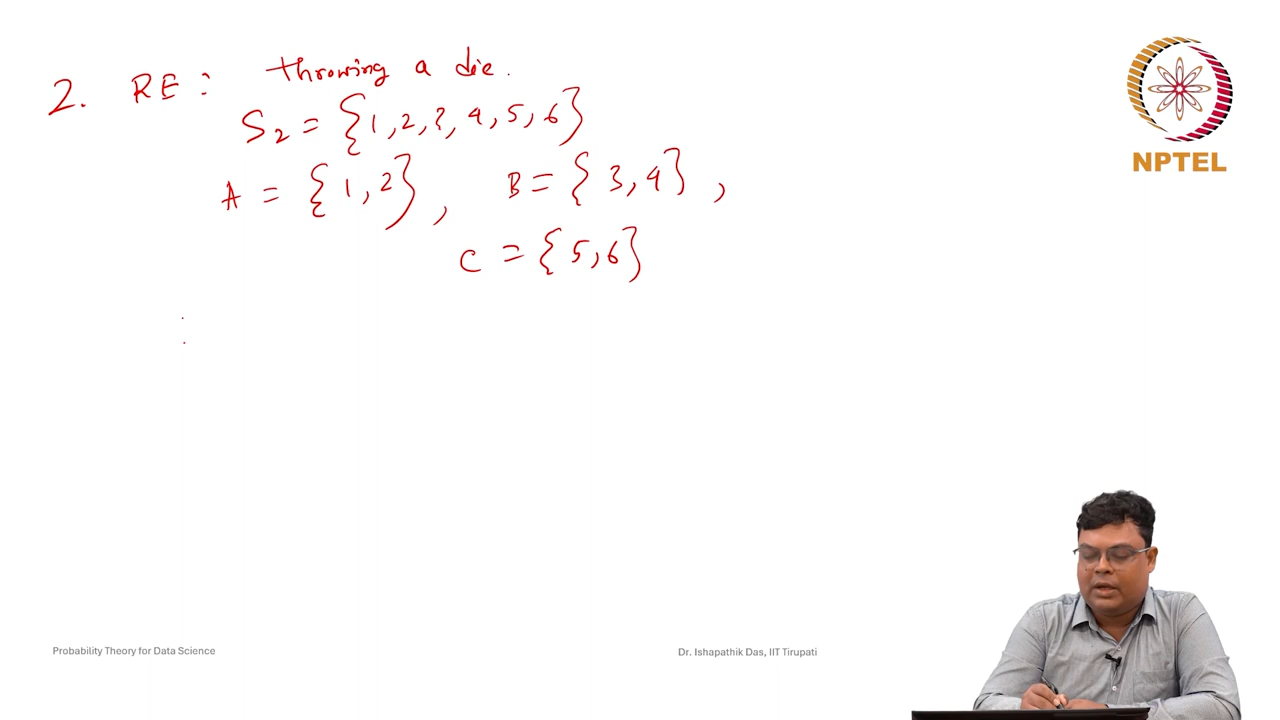 2. RE : throwing a die.
S₂ = {1, 2, 3, 4, 5, 6}
A = {1, 2}, B = {3, 4},
C = {5, 6}
NPTEL
Probability Theory for Data Science
Dr. Ishapathik Das, IIT Tirupati